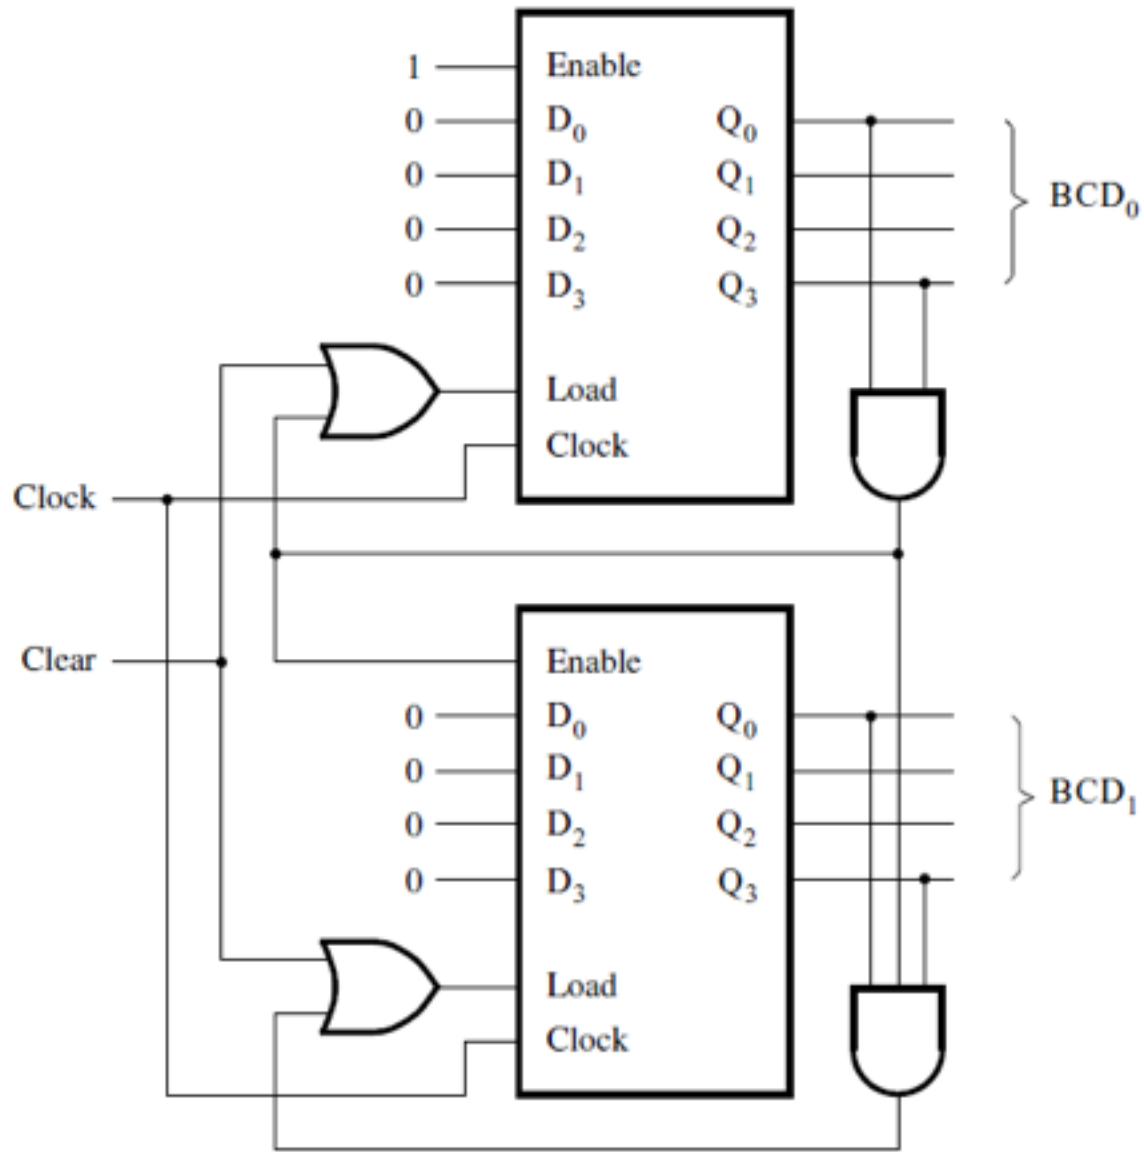 1 Enable
0 D₀ Q₀
0 D₁ Q₁
0 D₂ Q₂
0 D₃ Q₃
BCD₀
Load
Clock
Clock
Clear
Enable
0 D₀ Q₀
0 D₁ Q₁
0 D₂ Q₂
0 D₃ Q₃
BCD₁
Load
Clock